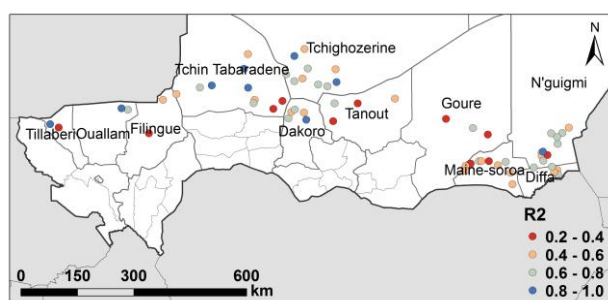 N
Tchighozerine
Tchin Tabaradene
N'guigmi
Tanout
Goure
Tillaberi
Ouallam
Filingue
Dakoro
Maine-soroa
Diffa
R2
0.2 - 0.4
0.4 - 0.6
0.6 - 0.8
0.8 - 1.0
0 150 300 600
km